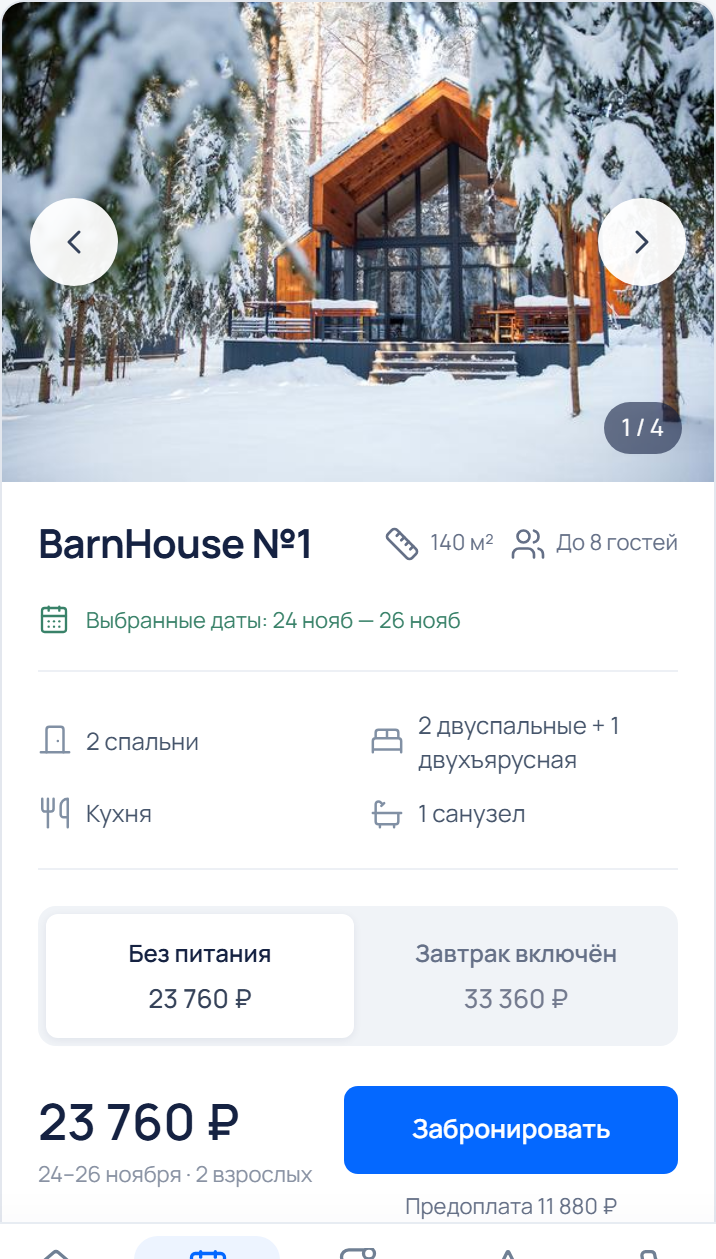 1 / 4
BarnHouse №1
140 м²
До 8 гостей
Выбранные даты: 24 нояб — 26 нояб
2 спальни
2 двуспальные + 1
двухъярусная
Кухня
1 санузел
Без питания
23 760 ₽
Завтрак включён
33 360 ₽
23 760 ₽
Забронировать
24–26 ноября · 2 взрослых
Предоплата 11 880 ₽